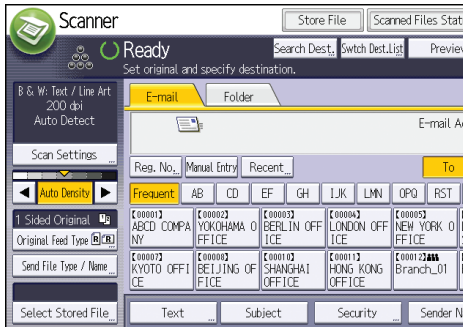 Scanner
Store File
Scanned Files Stat
Ready
Search Dest.
Swtch Dest.List
Preview
Set original and specify destination.
B & W: Text / Line Art
200 dpi
Auto Detect
E-mail
Folder
E-mail A
Scan Settings
Reg. No.
Manual Entry
Recent
To
Auto Density
Frequent
AB
CD
EF
GH
IJK
LMN
OPQ
RST
1 Sided Original
Original Feed Type
Send File Type / Name
Select Stored File
[00001]
ABCD COMPA
NY
[00002]
YOKOHAMA O
FFICE
[00003]
BERLIN OFF
ICE
[00004]
LONDON OFF
ICE
[00005]
NEW YORK O
FFICE
[00007]
KYOTO OFFI
CE
[00008]
BEIJING OF
FICE
[00010]
SHANGHAI
OFFICE
[00011]
HONG KONG
OFFICE
[00012]
Branch_01
Text
Subject
Security
Sender N